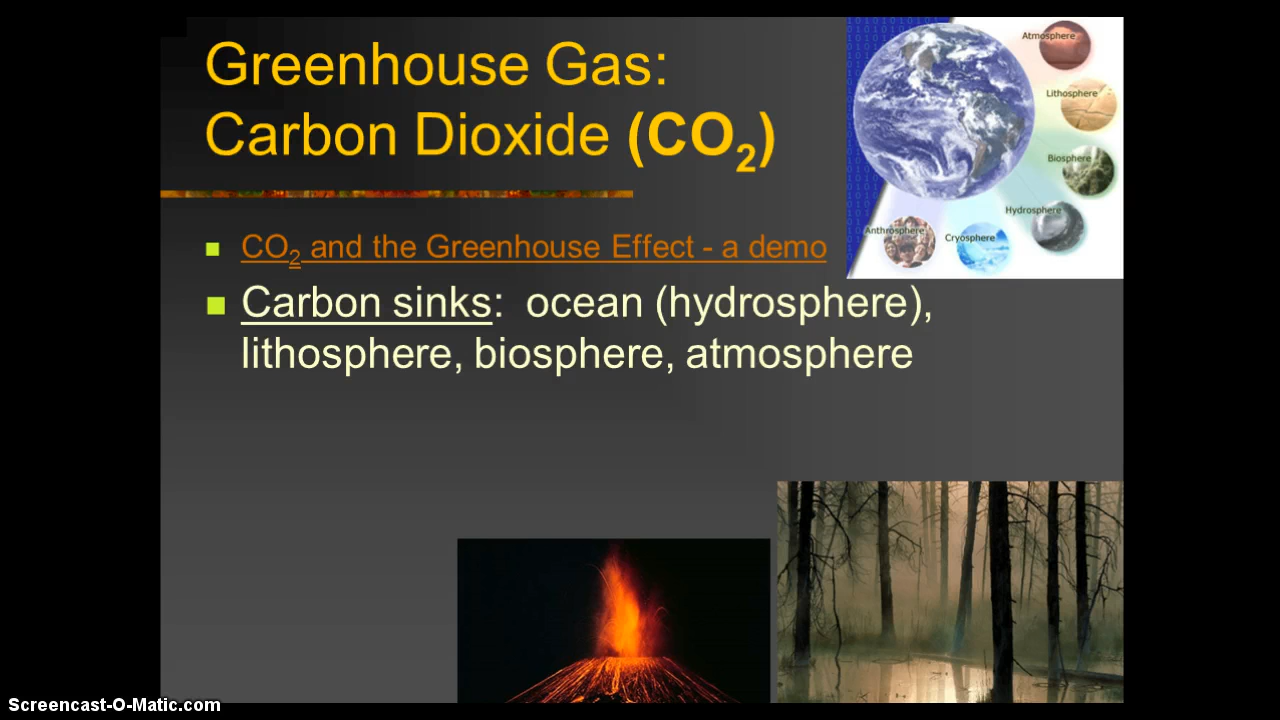 Greenhouse Gas:
Carbon Dioxide (CO₂)
CO₂ and the Greenhouse Effect - a demo
Carbon sinks: ocean (hydrosphere),
lithosphere, biosphere, atmosphere
Atmosphere
Lithosphere
Biosphere
Hydrosphere
Cryosphere
Anthrosphere
Screencast-O-Matic.com